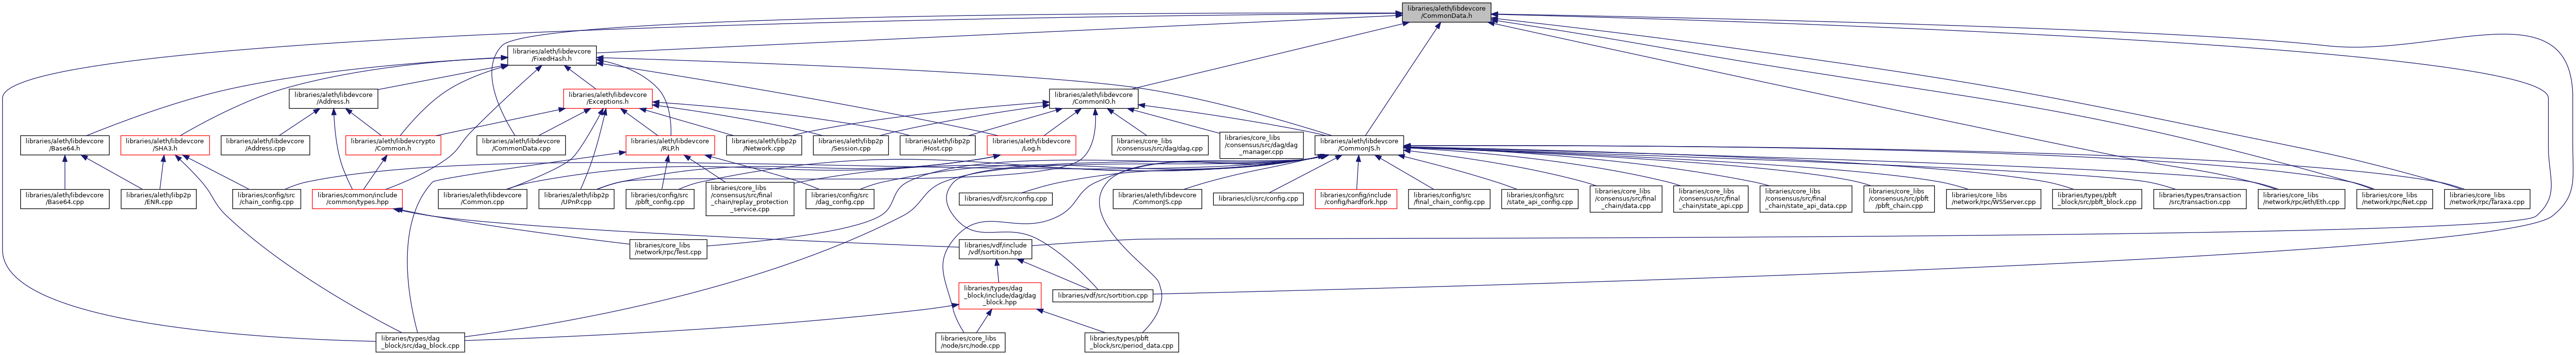 libraries/aleth/libdevcore
/CommonData.h
libraries/aleth/libdevcore
/FixedHash.h
libraries/aleth/libdevcore
/Address.h
libraries/aleth/libdevcore
/Exceptions.h
libraries/aleth/libdevcore
/CommonIO.h
libraries/aleth/libdevcore
/Base64.h
libraries/aleth/libdevcore
/SHA3.h
libraries/aleth/libdevcore
/Address.cpp
libraries/aleth/libdevcrypto
/Common.h
libraries/aleth/libdevcore
/CommonData.cpp
libraries/aleth/libdevcore
/RLP.h
libraries/aleth/libp2p
/Network.cpp
libraries/aleth/libp2p
/Session.cpp
libraries/aleth/libp2p
/Host.cpp
libraries/aleth/libdevcore
/Log.h
libraries/core_libs
/consensus/src/dag/dag.cpp
libraries/core_libs
/consensus/src/dag/dag
_manager.cpp
libraries/aleth/libdevcore
/CommonJS.h
libraries/aleth/libdevcore
/Base64.cpp
libraries/aleth/libp2p
/ENR.cpp
libraries/config/src
/chain_config.cpp
libraries/common/include
/common/types.hpp
libraries/aleth/libdevcore
/Common.cpp
libraries/aleth/libp2p
/UPnP.cpp
libraries/config/src
/pbft_config.cpp
libraries/core_libs
/consensus/src/final
_chain/replay_protection
_service.cpp
libraries/config/src
/dag_config.cpp
libraries/vdf/src/config.cpp
libraries/aleth/libdevcore
/CommonJS.cpp
libraries/cli/src/config.cpp
libraries/config/include
/config/hardfork.hpp
libraries/config/src
/final_chain_config.cpp
libraries/config/src
/state_api_config.cpp
libraries/core_libs
/consensus/src/final
_chain/data.cpp
libraries/core_libs
/consensus/src/final
_chain/state_api.cpp
libraries/core_libs
/consensus/src/final
_chain/state_api_data.cpp
libraries/core_libs
/consensus/src/pbft
/pbft_chain.cpp
libraries/core_libs
/network/rpc/WSServer.cpp
libraries/types/pbft
_block/src/pbft_block.cpp
libraries/types/transaction
/src/transaction.cpp
libraries/core_libs
/network/rpc/eth/Eth.cpp
libraries/core_libs
/network/rpc/Net.cpp
libraries/core_libs
/network/rpc/Taraxa.cpp
libraries/core_libs
/network/rpc/Test.cpp
libraries/vdf/include
/vdf/sortition.hpp
libraries/types/dag
_block/include/dag/dag
_block.hpp
libraries/vdf/src/sortition.cpp
libraries/types/dag
_block/src/dag_block.cpp
libraries/core_libs
/node/src/node.cpp
libraries/types/pbft
_block/src/period_data.cpp